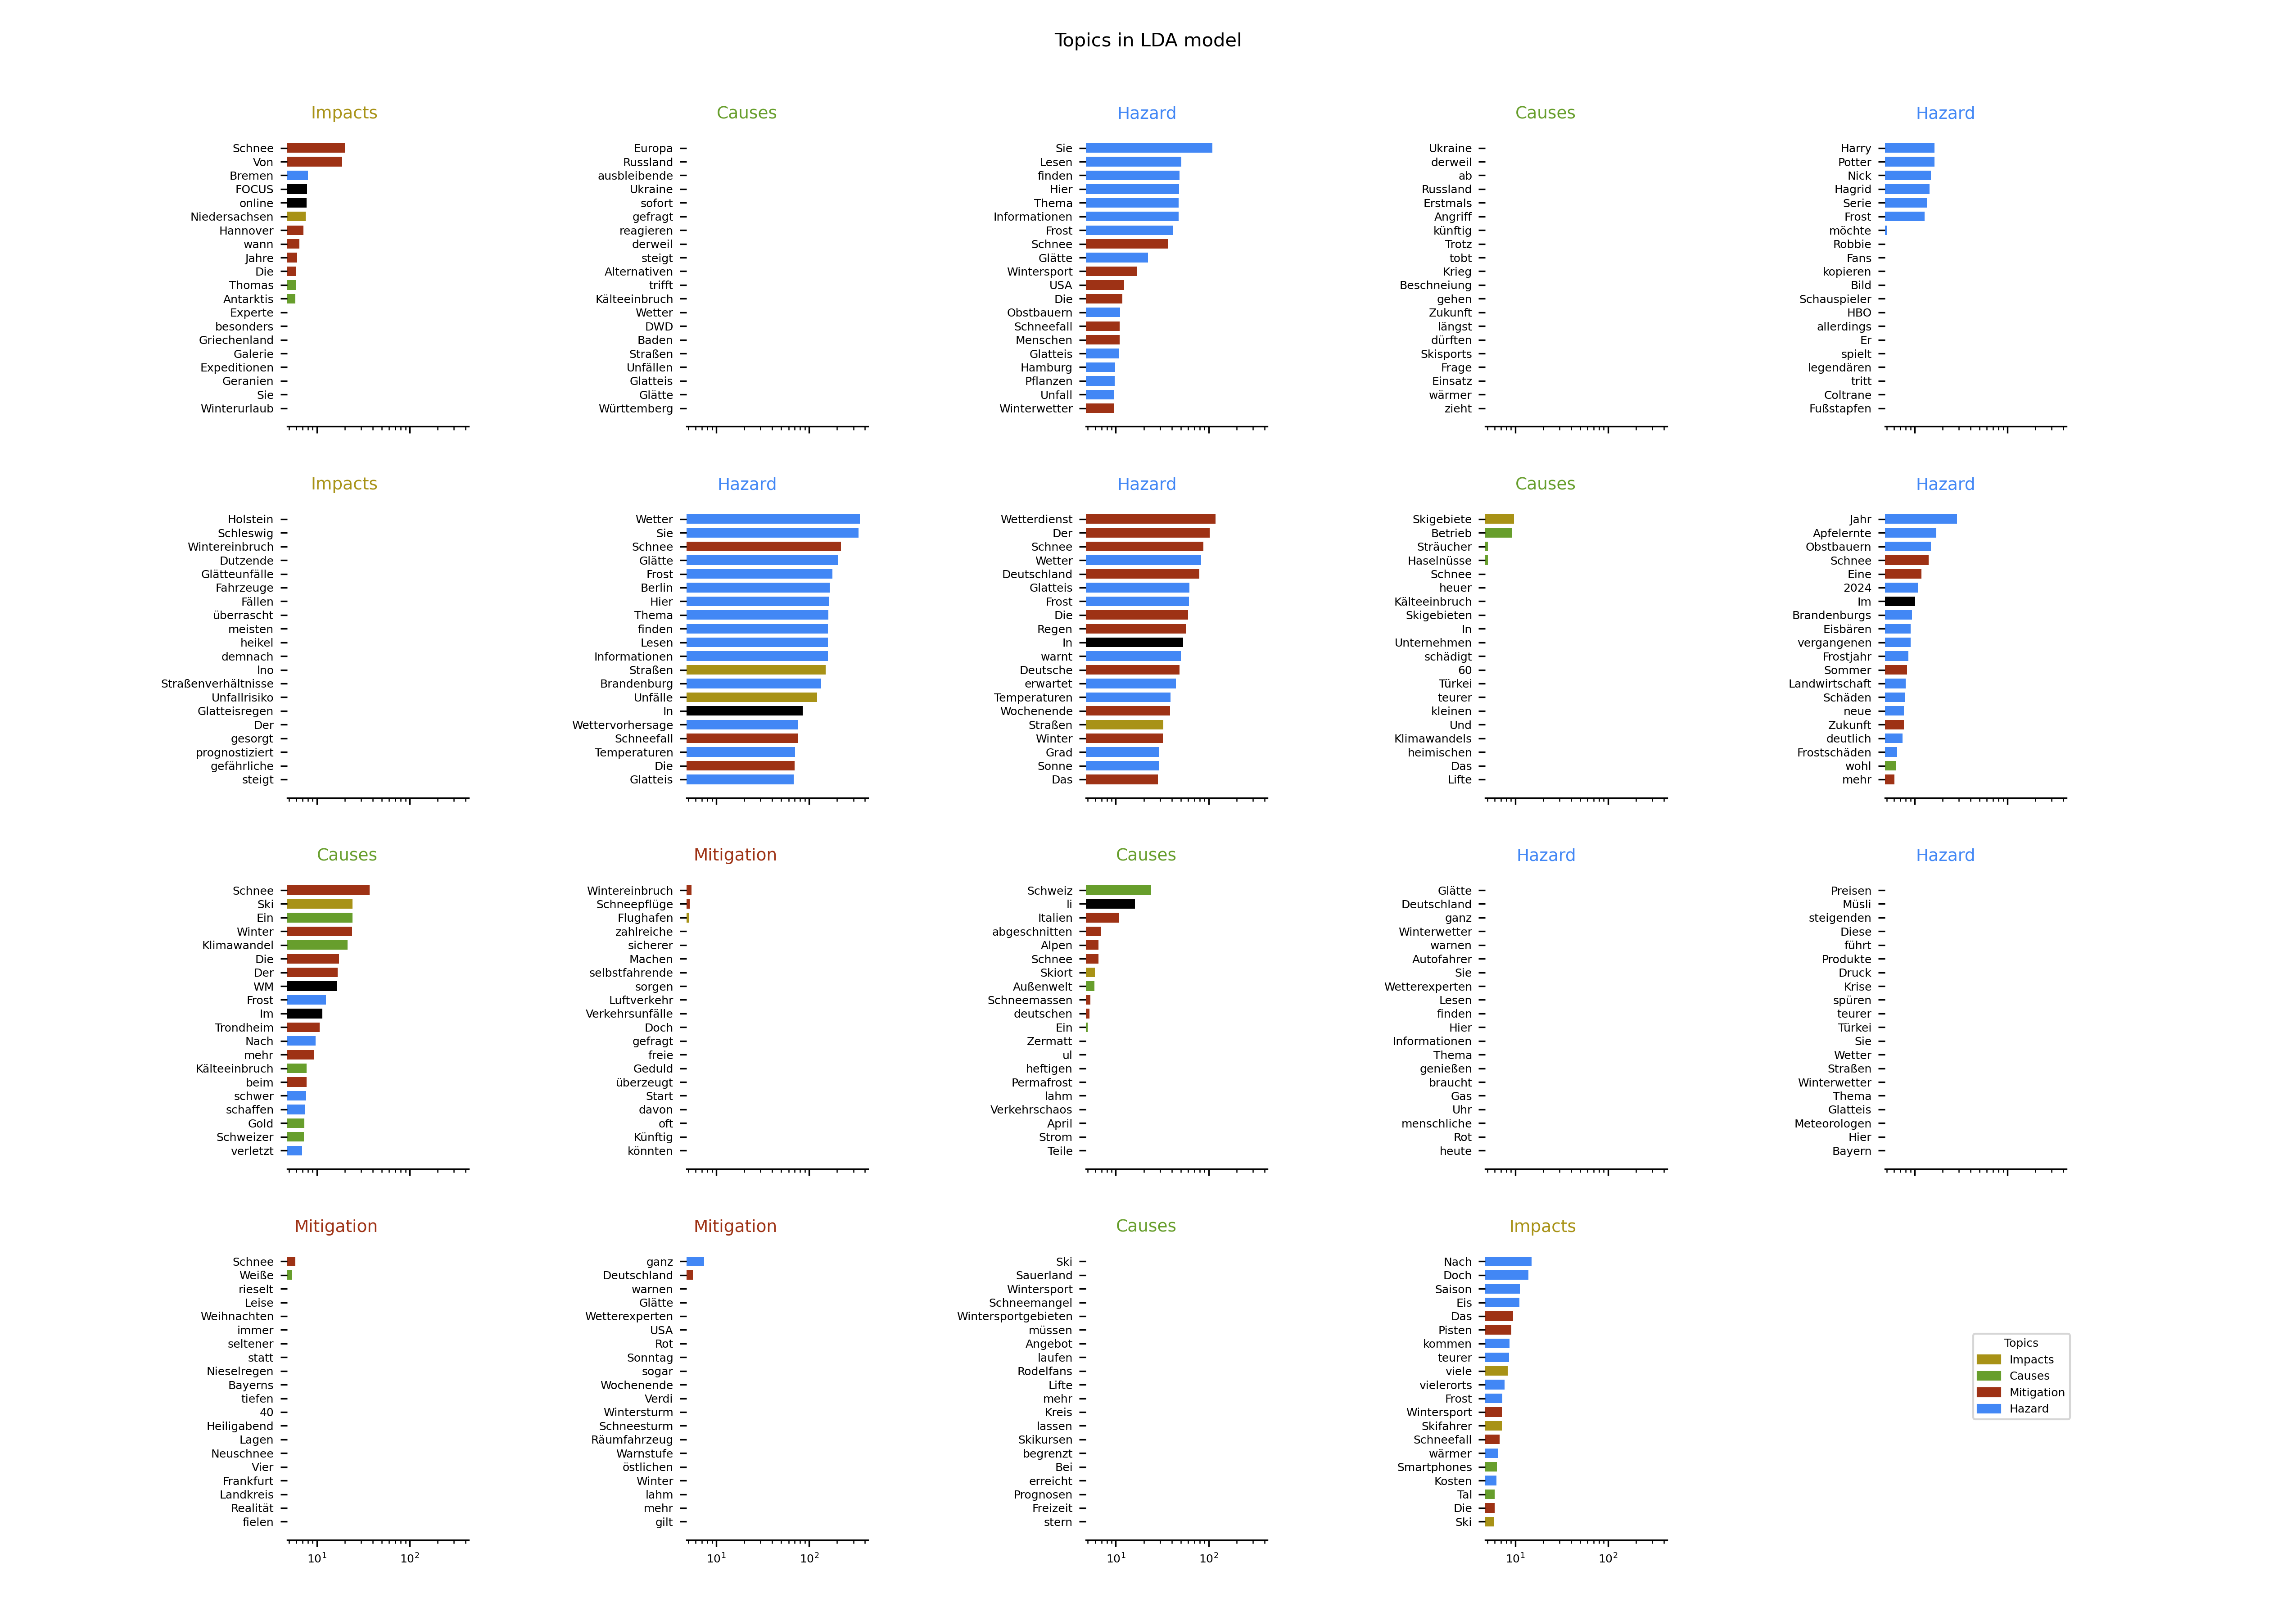 Topics in LDA model
Impacts
Schnee
Von
Bremen
FOCUS
online
Niedersachsen
Hannover
wann
Jahre
Die
Thomas
Antarktis
Experte
besonders
Griechenland
Galerie
Expeditionen
Geranien
Sie
Winterurlaub
Causes
Europa
Russland
ausbleibende
Ukraine
sofort
gefragt
reagieren
derweil
steigt
Alternativen
trifft
Kälteeinbruch
Wetter
DWD
Baden
Straßen
Unfällen
Glatteis
Glätte
Württemberg
Hazard
Sie
Lesen
finden
Hier
Thema
Informationen
Frost
Schnee
Glätte
Wintersport
USA
Die
Obstbauern
Schneefall
Menschen
Glatteis
Hamburg
Pflanzen
Unfall
Winterwetter
Causes
Ukraine
derweil
ab
Russland
Erstmals
Angriff
künftig
Trotz
tobt
Krieg
Beschneiung
gehen
Zukunft
längst
dürften
Skisports
Frage
Einsatz
wärmer
zieht
Hazard
Harry
Potter
Nick
Hagrid
Serie
Frost
möchte
Robbie
Fans
kopieren
Bild
Schauspieler
HBO
allerdings
Er
spielt
legendären
tritt
Coltrane
Fußstapfen
Impacts
Holstein
Schleswig
Wintereinbruch
Dutzende
Glätteunfälle
Fahrzeuge
Fällen
überrascht
meisten
heikel
demnach
lno
Straßenverhältnisse
Unfallrisiko
Glatteisregen
Der
gesorgt
prognostiziert
gefährliche
steigt
Hazard
Wetter
Sie
Schnee
Glätte
Frost
Berlin
Hier
Thema
finden
Lesen
Informationen
Straßen
Brandenburg
Unfälle
In
Wettervorhersage
Schneefall
Temperaturen
Die
Glatteis
Hazard
Wetterdienst
Der
Schnee
Wetter
Deutschland
Glatteis
Frost
Die
Regen
In
warnt
Deutsche
erwartet
Temperaturen
Wochenende
Straßen
Winter
Grad
Sonne
Das
Causes
Skigebiete
Betrieb
Sträucher
Haselnüsse
Schnee
heuer
Kälteeinbruch
Skigebieten
In
Unternehmen
schädigt
60
Türkei
teurer
kleinen
Und
Klimawandels
heimischen
Das
Lifte
Hazard
Jahr
Apfelernte
Obstbauern
Schnee
Eine
2024
Im
Brandenburgs
Eisbären
vergangenen
Frostjahr
Sommer
Landwirtschaft
Schäden
neue
Zukunft
deutlich
Frostschäden
wohl
mehr
Causes
Schnee
Ski
Ein
Winter
Klimawandel
Die
Der
WM
Frost
Im
Trondheim
Nach
mehr
Kälteeinbruch
beim
schwer
schaffen
Gold
Schweizer
verletzt
Mitigation
Wintereinbruch
Schneepflüge
Flughafen
zahlreiche
sicherer
Machen
selbstfahrende
sorgen
Luftverkehr
Verkehrsunfälle
Doch
gefragt
freie
Geduld
überzeugt
Start
davon
oft
Künftig
könnten
Causes
Schweiz
li
Italien
abgeschnitten
Alpen
Schnee
Skiort
Außenwelt
Schneemassen
deutschen
Ein
Zermatt
ul
heftigen
Permafrost
lahm
Verkehrschaos
April
Strom
Teile
Hazard
Glätte
Deutschland
ganz
Winterwetter
warnen
Autofahrer
Sie
Wetterexperten
Lesen
finden
Hier
Informationen
Thema
genießen
braucht
Gas
Uhr
menschliche
Rot
heute
Hazard
Preisen
Müsli
steigenden
Diese
führt
Produkte
Druck
Krise
spüren
teurer
Türkei
Sie
Wetter
Straßen
Winterwetter
Thema
Glatteis
Meteorologen
Hier
Bayern
Mitigation
Schnee
Weiße
rieselt
Leise
Weihnachten
immer
seltener
statt
Nieselregen
Bayerns
tiefen
40
Heiligabend
Lagen
Neuschnee
Vier
Frankfurt
Landkreis
Realität
fielen
10¹ 10²
Mitigation
ganz
Deutschland
warnen
Glätte
Wetterexperten
USA
Rot
Sonntag
sogar
Wochenende
Verdi
Wintersturm
Schneesturm
Räumfahrzeug
Warnstufe
östlichen
Winter
lahm
mehr
gilt
10¹ 10²
Causes
Ski
Sauerland
Wintersport
Schneemangel
Wintersportgebieten
müssen
Angebot
laufen
Rodelfans
Lifte
mehr
Kreis
lassen
Skikursen
begrenzt
Bei
erreicht
Prognosen
Freizeit
stern
10¹ 10²
Impacts
Nach
Doch
Saison
Eis
Das
Pisten
kommen
teurer
viele
vielerorts
Frost
Wintersport
Skifahrer
Schneefall
wärmer
Smartphones
Kosten
Tal
Die
Ski
10¹ 10²
Topics
Impacts
Causes
Mitigation
Hazard